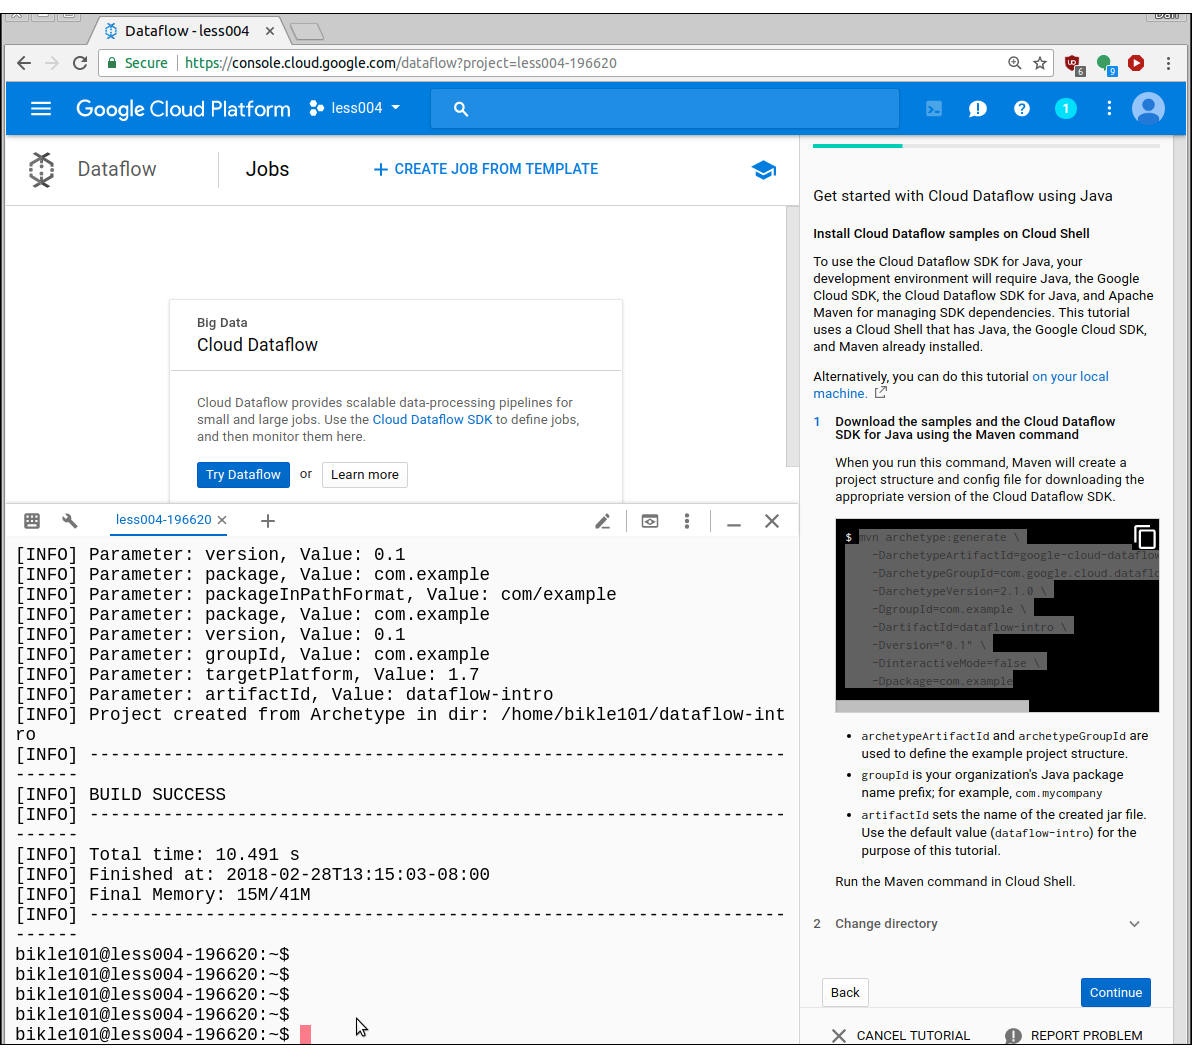 Dataflow - less004
Dan
Secure
https://console.cloud.google.com/dataflow?project=less004-196620
6
9
Google Cloud Platform
less004
1
Dataflow
Jobs
CREATE JOB FROM TEMPLATE
Big Data
Cloud Dataflow
Cloud Dataflow provides scalable data-processing pipelines for
small and large jobs. Use the Cloud Dataflow SDK to define jobs,
and then monitor them here.
Try Dataflow or Learn more
less004-196620
[INFO] Parameter: version, Value: 0.1
[INFO] Parameter: package, Value: com.example
[INFO] Parameter: packageInPathFormat, Value: com/example
[INFO] Parameter: package, Value: com.example
[INFO] Parameter: version, Value: 0.1
[INFO] Parameter: groupId, Value: com.example
[INFO] Parameter: targetPlatform, Value: 1.7
[INFO] Parameter: artifactId, Value: dataflow-intro
[INFO] Project created from Archetype in dir: /home/bikle101/dataflow-int
ro
[INFO] ------------------------------------------------------------------
------
[INFO] BUILD SUCCESS
[INFO] ------------------------------------------------------------------
------
[INFO] Total time: 10.491 s
[INFO] Finished at: 2018-02-28T13:15:03-08:00
[INFO] Final Memory: 15M/41M
[INFO] ------------------------------------------------------------------
------
bikle101@less004-196620:~$
bikle101@less004-196620:~$
bikle101@less004-196620:~$
bikle101@less004-196620:~$
bikle101@less004-196620:~$
Get started with Cloud Dataflow using Java
Install Cloud Dataflow samples on Cloud Shell
To use the Cloud Dataflow SDK for Java, your
development environment will require Java, the Google
Cloud SDK, the Cloud Dataflow SDK for Java, and Apache
Maven for managing SDK dependencies. This tutorial
uses a Cloud Shell that has Java, the Google Cloud SDK,
and Maven already installed.
Alternatively, you can do this tutorial on your local
machine.
1 Download the samples and the Cloud Dataflow
SDK for Java using the Maven command
When you run this command, Maven will create a
project structure and config file for downloading the
appropriate version of the Cloud Dataflow SDK.
$ mvn archetype:generate \
-DarchetypeArtifactId=google-cloud-dataflow
-DarchetypeGroupId=com.google.cloud.dataflo
-DarchetypeVersion=2.1.0 \
-DgroupId=com.example \
-DartifactId=dataflow-intro \
-Dversion="0.1" \
-DinteractiveMode=false \
-Dpackage=com.example
• archetypeArtifactId and archetypeGroupId are
used to define the example project structure.
• groupId is your organization's Java package
name prefix; for example, com.mycompany
• artifactId sets the name of the created jar file.
Use the default value (dataflow-intro) for the
purpose of this tutorial.
Run the Maven command in Cloud Shell.
2 Change directory
Back
Continue
CANCEL TUTORIAL
REPORT PROBLEM